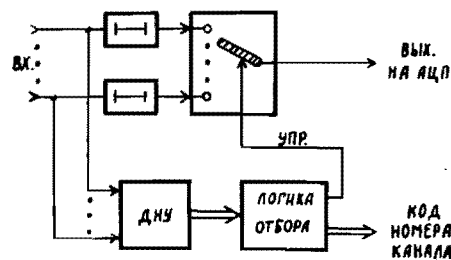 ВХ.
ВЫХ.
НА АЦП
УПР.
ДНУ
ЛОГИКА
ОТБОРА
КОД
НОМЕРА
КАНАЛА